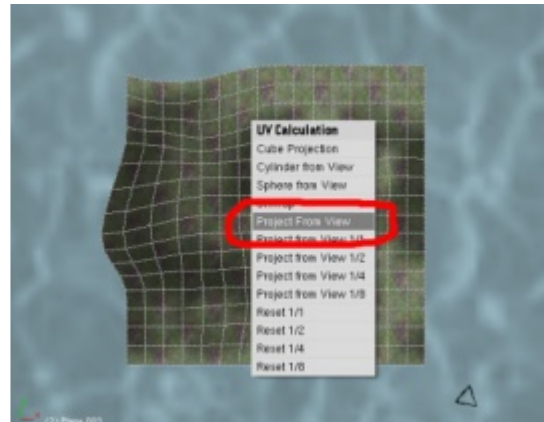 UV Calculation
Cube Projection
Cylinder from View
Sphere from View
Unwrap
Project From View
Project from View 1/1
Project from View 1/2
Project from View 1/4
Project from View 1/8
Reset 1/1
Reset 1/2
Reset 1/4
Reset 1/8